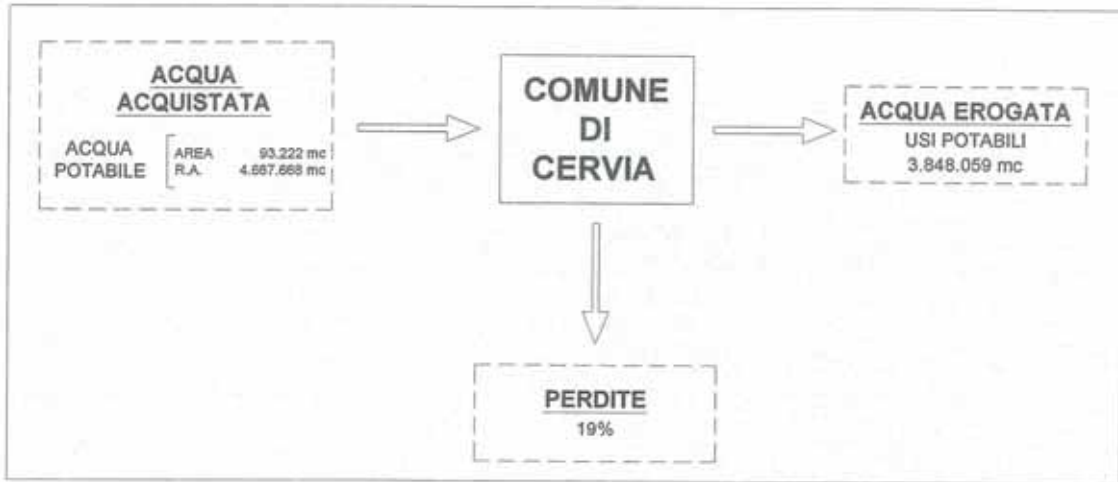 ACQUA
ACQUISTATA
ACQUA
POTABILE
AREA 93.222 mc
R.A. 4.667.668 mc
COMUNE
DI
CERVIA
ACQUA EROGATA
USI POTABILI
3.848.059 mc
PERDITE
19%